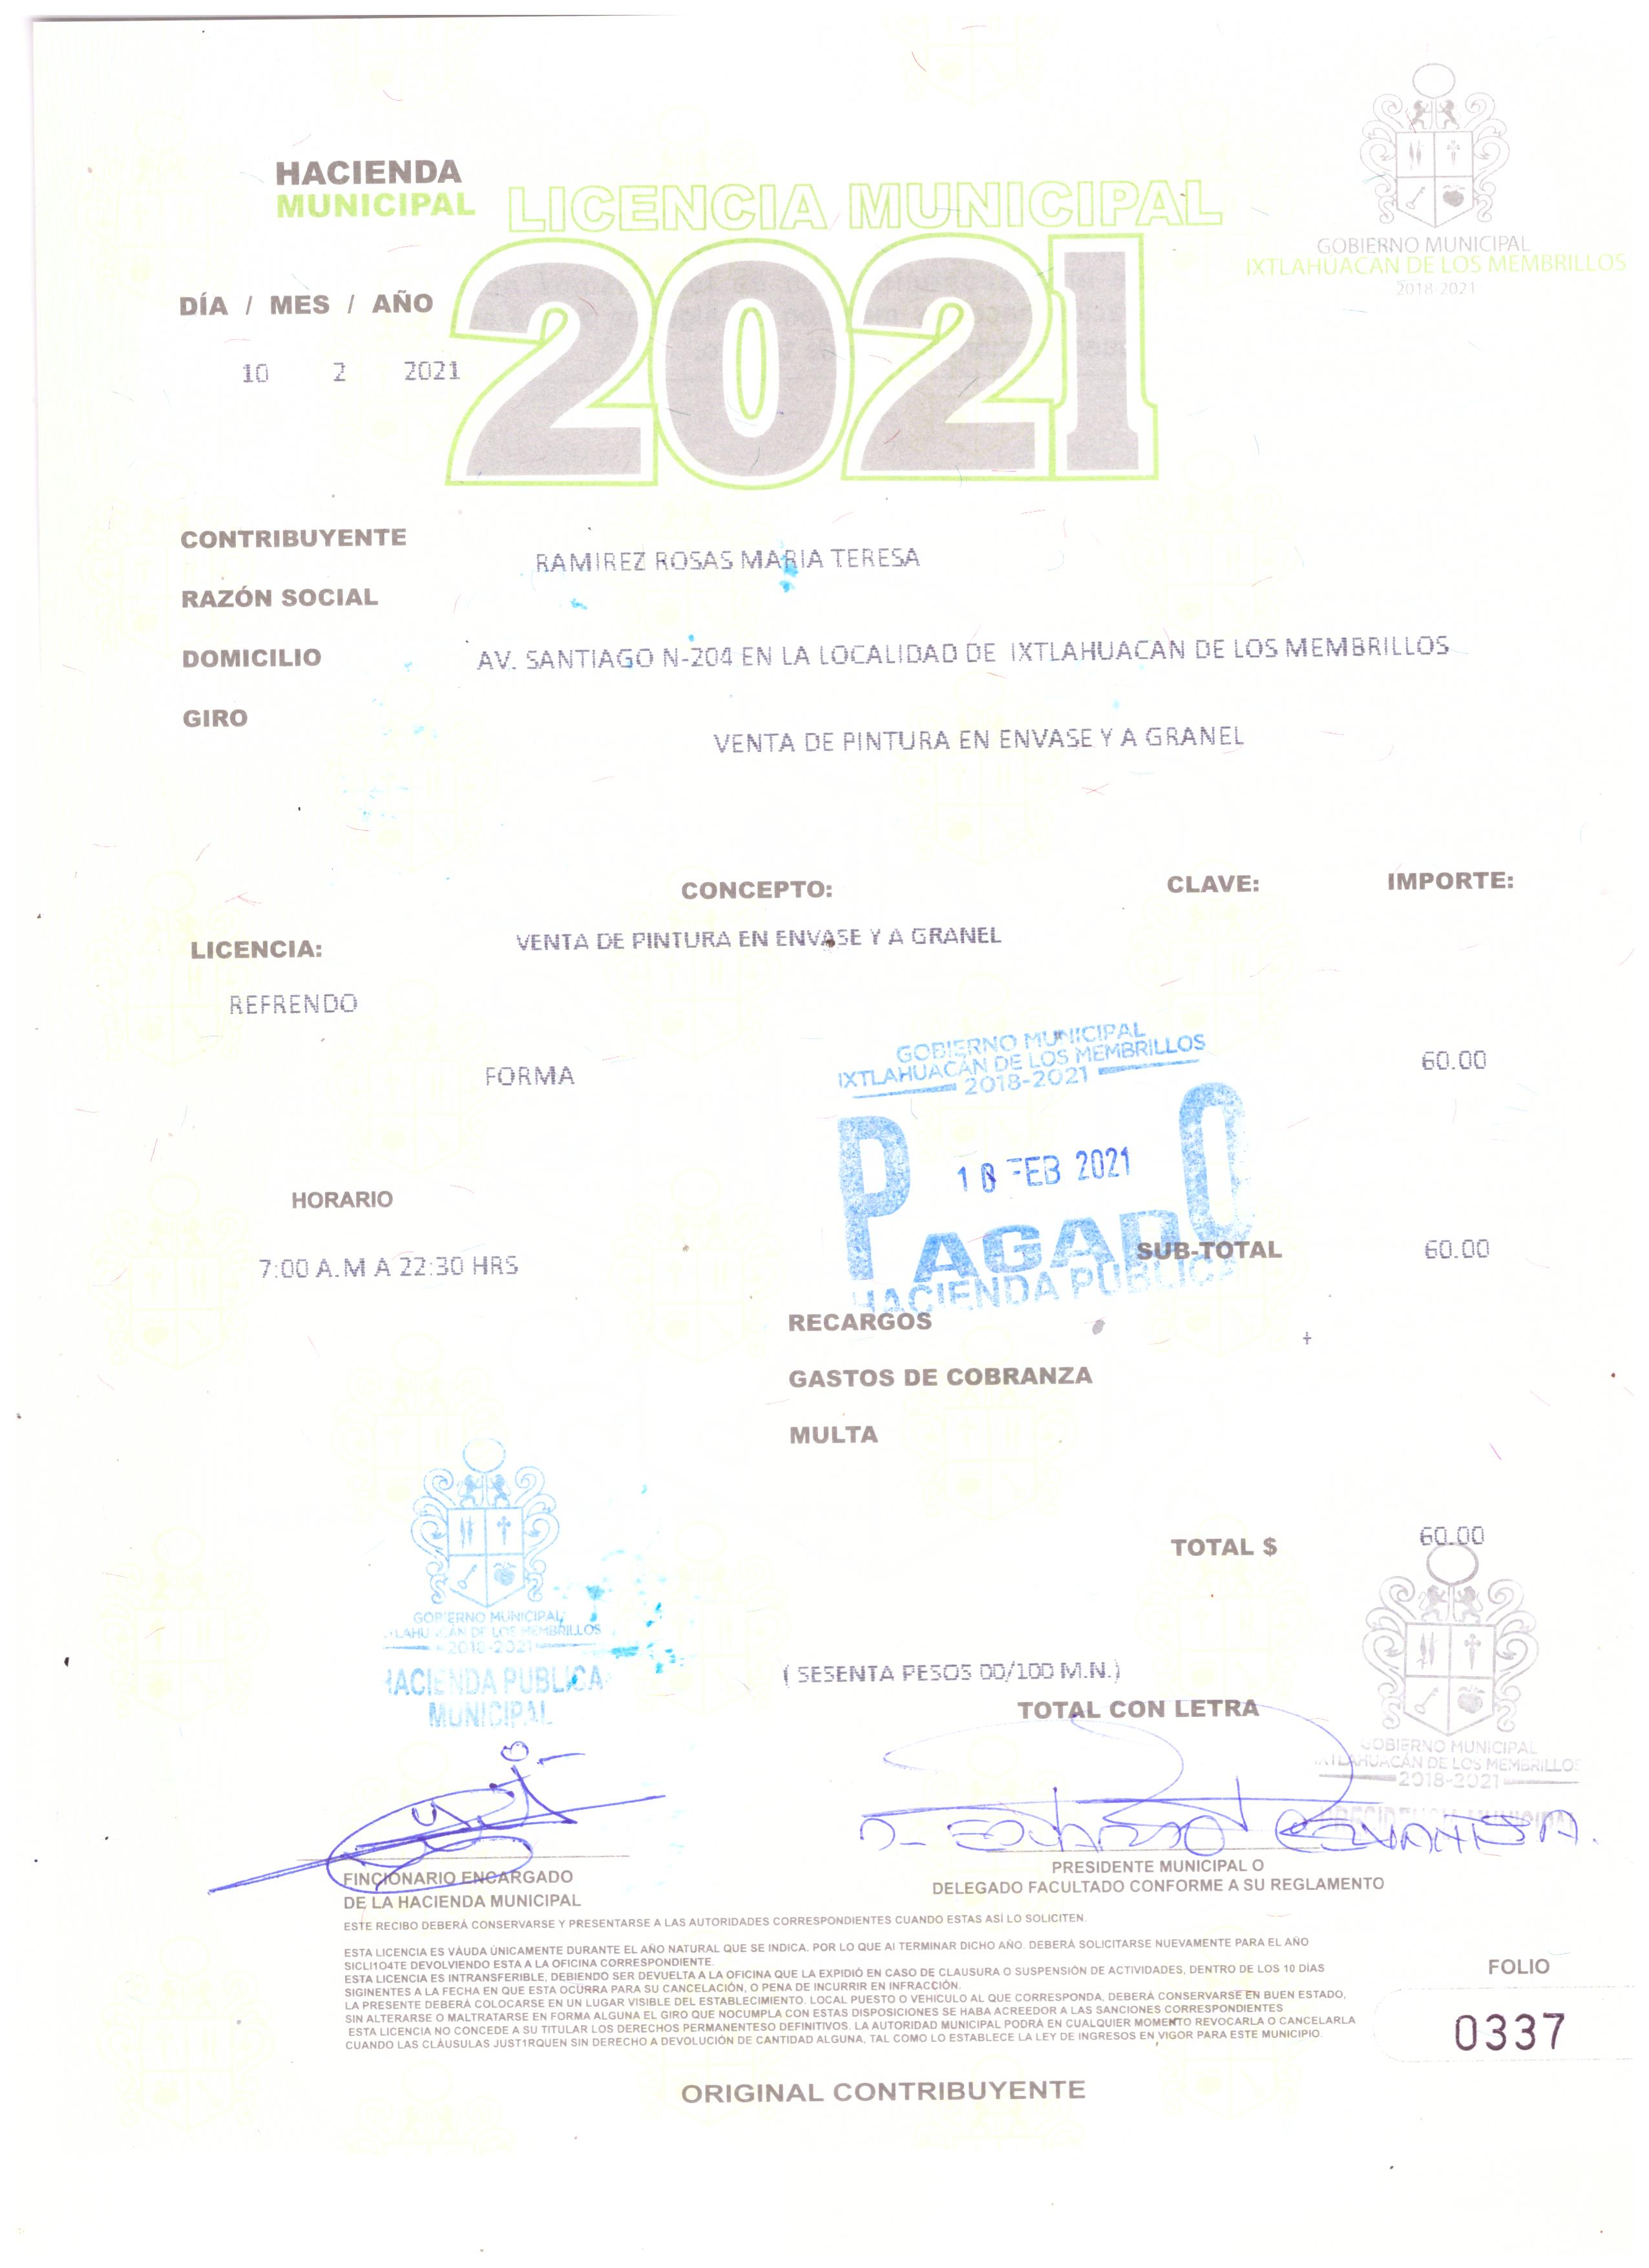 HACIENDA
MUNICIPAL
LICENCIA MUNICIPAL
2021
GOBIERNO MUNICIPAL
IXTLAHUACAN DE LOS MEMBRILLOS
2018-2021
DÍA / MES / AÑO
10 2 2021
CONTRIBUYENTE
RAMIREZ ROSAS MARIA TERESA
RAZÓN SOCIAL
DOMICILIO AV. SANTIAGO N-204 EN LA LOCALIDAD DE IXTLAHUACAN DE LOS MEMBRILLOS
GIRO
VENTA DE PINTURA EN ENVASE Y A GRANEL
CONCEPTO: CLAVE: IMPORTE:
LICENCIA: VENTA DE PINTURA EN ENVASE Y A GRANEL
REFRENDO
FORMA 60.00
GOBIERNO MUNICIPAL
IXTLAHUACÁN DE LOS MEMBRILLOS
2018-2021
PAGADO
FEB 2021
HACIENDA PUBLICA
HORARIO
7:00 A.M A 22:30 HRS
SUB-TOTAL 60.00
RECARGOS
GASTOS DE COBRANZA
MULTA
TOTAL $ 60.00
GOBIERNO MUNICIPAL
IXTLAHUACÁN DE LOS MEMBRILLOS
2018-2021
HACIENDA PUBLICA
MUNICIPAL
( SESENTA PESOS 00/100 M.N.)
TOTAL CON LETRA
GOBIERNO MUNICIPAL
IXTLAHUACÁN DE LOS MEMBRILLOS
2018-2021
FINCIONARIO ENCARGADO
DE LA HACIENDA MUNICIPAL
PRESIDENTE MUNICIPAL O
DELEGADO FACULTADO CONFORME A SU REGLAMENTO
ESTE RECIBO DEBERÁ CONSERVARSE Y PRESENTARSE A LAS AUTORIDADES CORRESPONDIENTES CUANDO ESTAS ASÍ LO SOLICITEN.
ESTA LICENCIA ES VÁUDA ÚNICAMENTE DURANTE EL AÑO NATURAL QUE SE INDICA. POR LO QUE AI TERMINAR DICHO AÑO. DEBERÁ SOLICITARSE NUEVAMENTE PARA EL AÑO
SICLI1O4TE DEVOLVIENDO ESTA A LA OFICINA CORRESPONDIENTE.
ESTA LICENCIA ES INTRANSFERIBLE, DEBIENDO SER DEVUELTA A LA OFICINA QUE LA EXPIDIÓ EN CASO DE CLAUSURA O SUSPENSIÓN DE ACTIVIDADES, DENTRO DE LOS 10 DÍAS
SIGINENTES A LA FECHA EN QUE ESTA OCURRA PARA SU CANCELACIÓN, O PENA DE INCURRIR EN INFRACCIÓN.
LA PRESENTE DEBERÁ COLOCARSE EN UN LUGAR VISIBLE DEL ESTABLECIMIENTO. LOCAL PUESTO O VEHICULO AL QUE CORRESPONDA, DEBERÁ CONSERVARSE EN BUEN ESTADO,
SIN ALTERARSE O MALTRATARSE EN FORMA ALGUNA EL GIRO QUE NOCUMPLA CON ESTAS DISPOSICIONES SE HABA ACREEDOR A LAS SANCIONES CORRESPONDIENTES
ESTA LICENCIA NO CONCEDE A SU TITULAR LOS DERECHOS PERMANENTESO DEFINITIVOS. LA AUTORIDAD MUNICIPAL PODRÁ EN CUALQUIER MOMENTO REVOCARLA O CANCELARLA
CUANDO LAS CLÁUSULAS JUST1RQUEN SIN DERECHO A DEVOLUCIÓN DE CANTIDAD ALGUNA, TAL COMO LO ESTABLECE LA LEY DE INGRESOS EN VIGOR PARA ESTE MUNICIPIO.
FOLIO
0337
ORIGINAL CONTRIBUYENTE